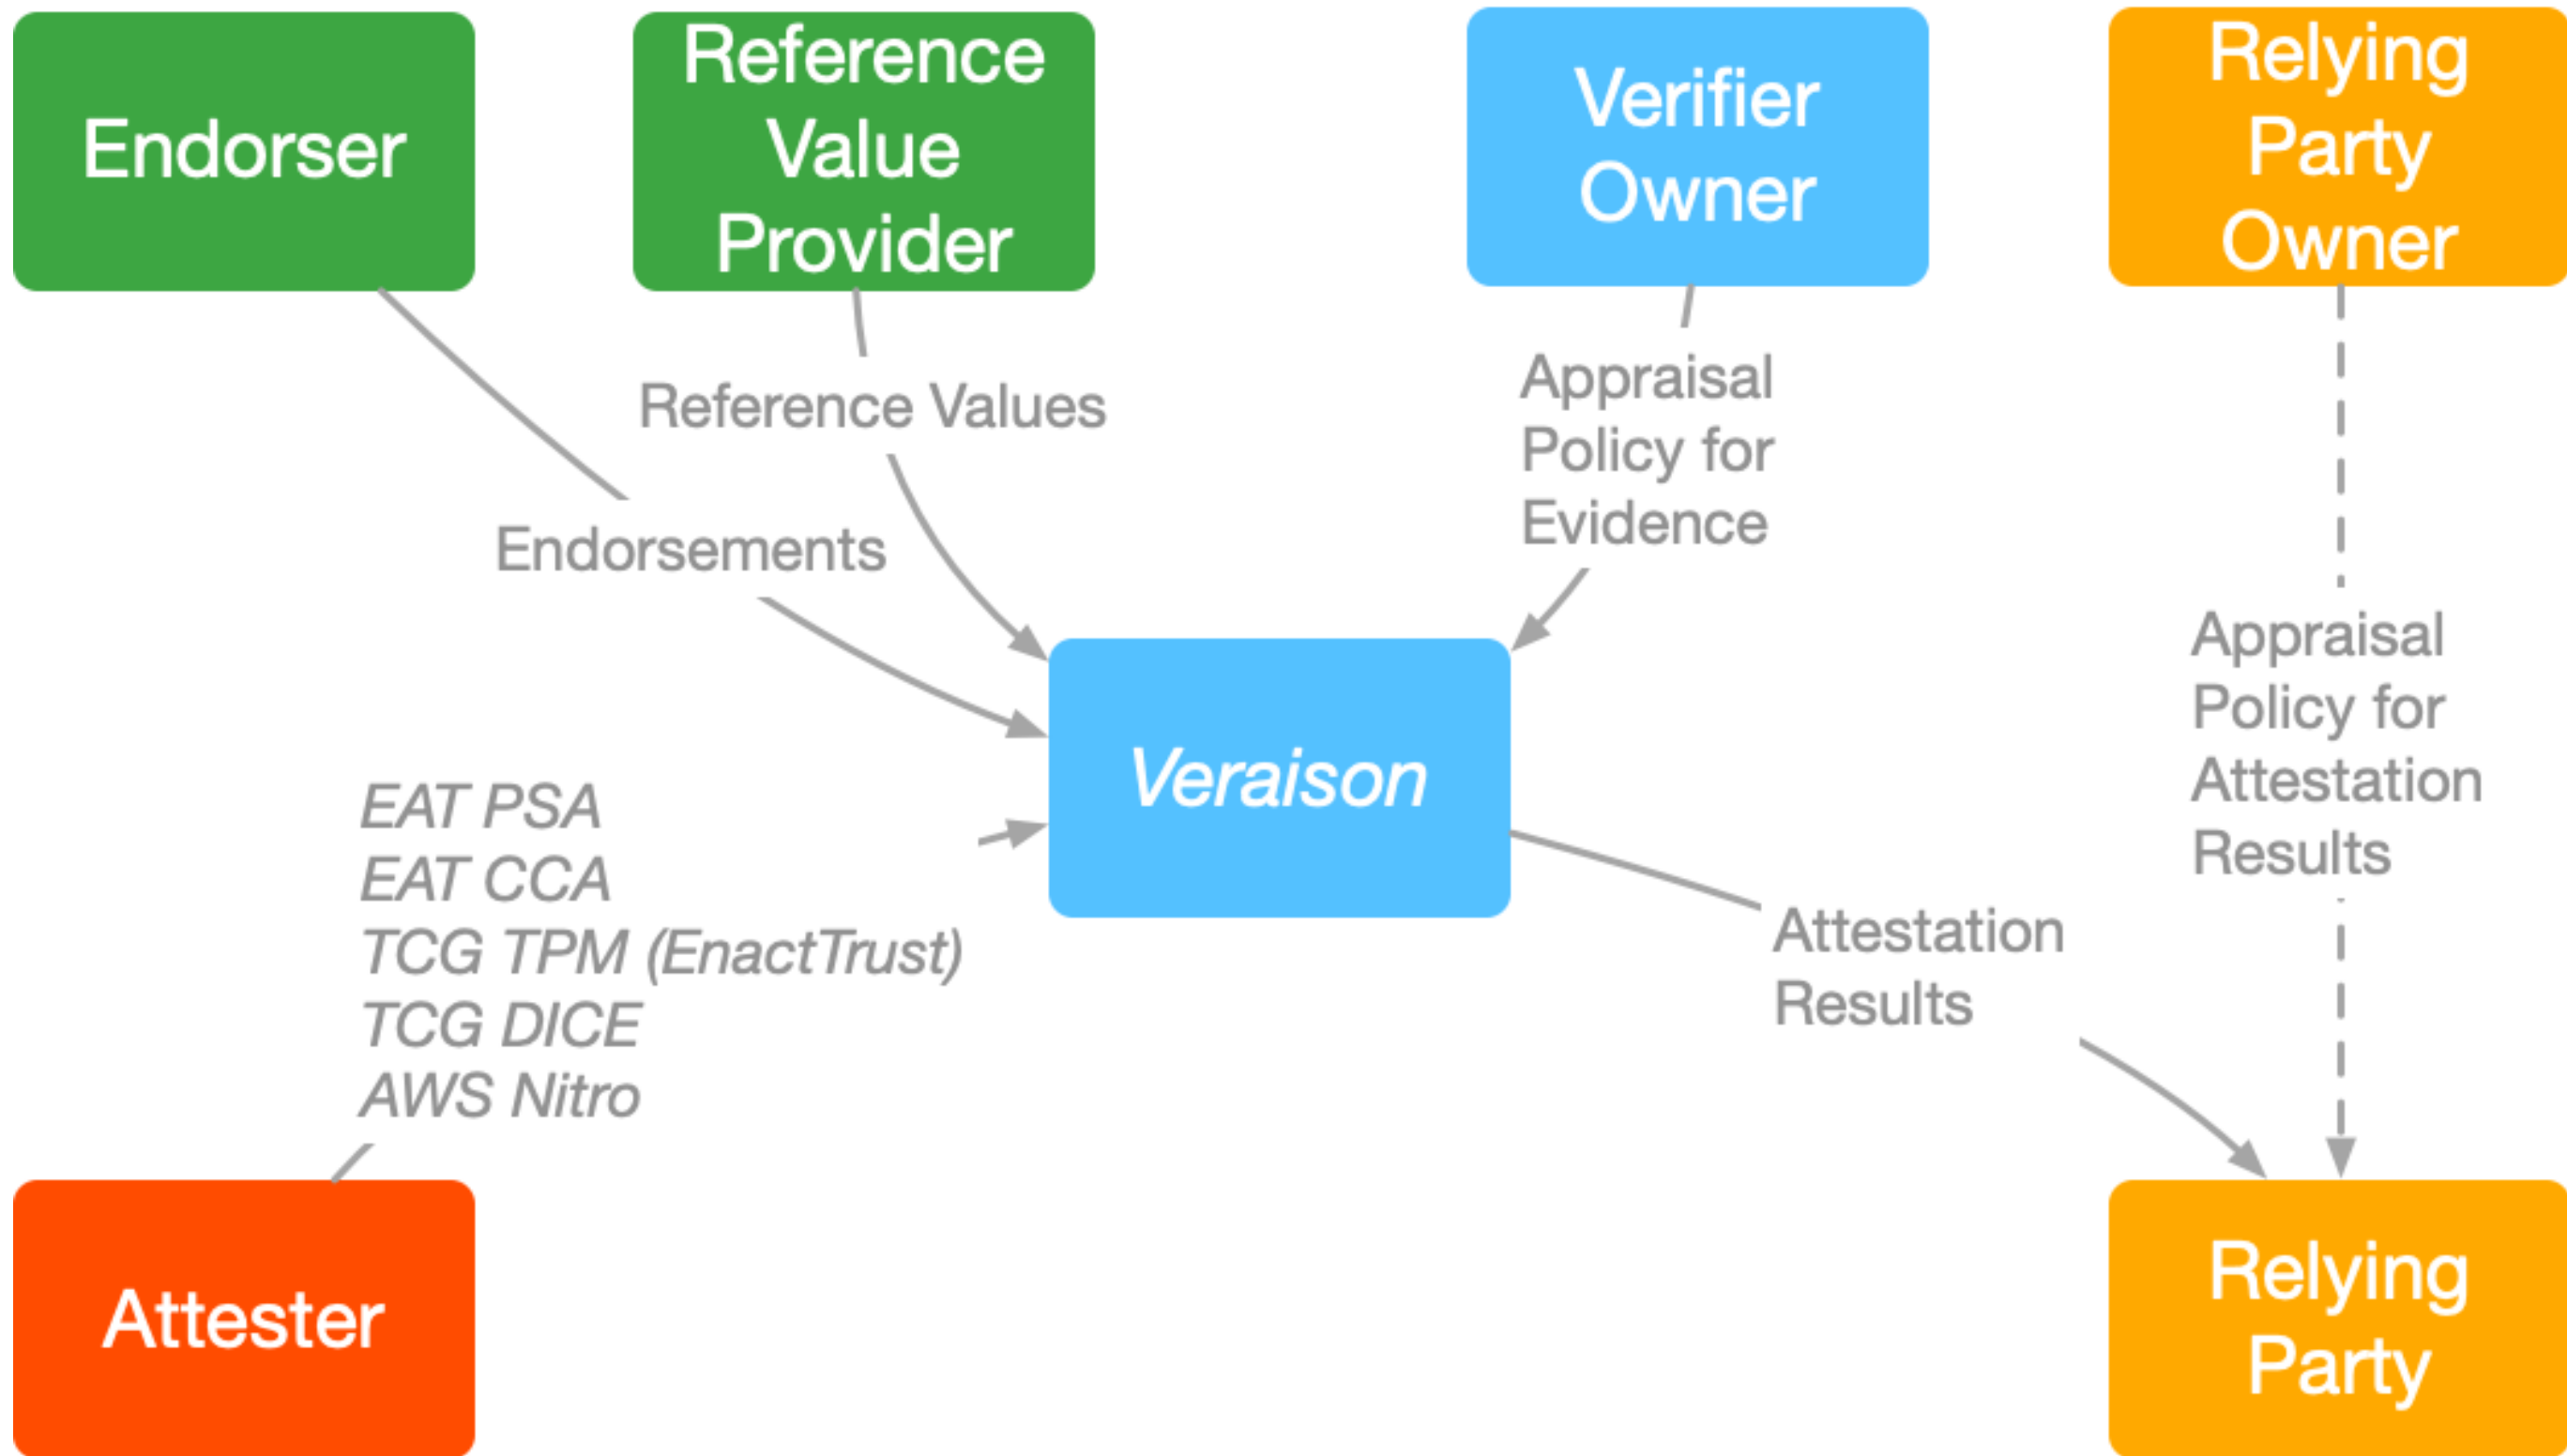 Endorser
Reference
Value
Provider
Verifier
Owner
Relying
Party
Owner
Reference Values
Endorsements
Appraisal
Policy for
Evidence
Appraisal
Policy for
Attestation
Results
Veraison
EAT PSA
EAT CCA
TCG TPM (EnactTrust)
TCG DICE
AWS Nitro
Attestation
Results
Attester
Relying
Party